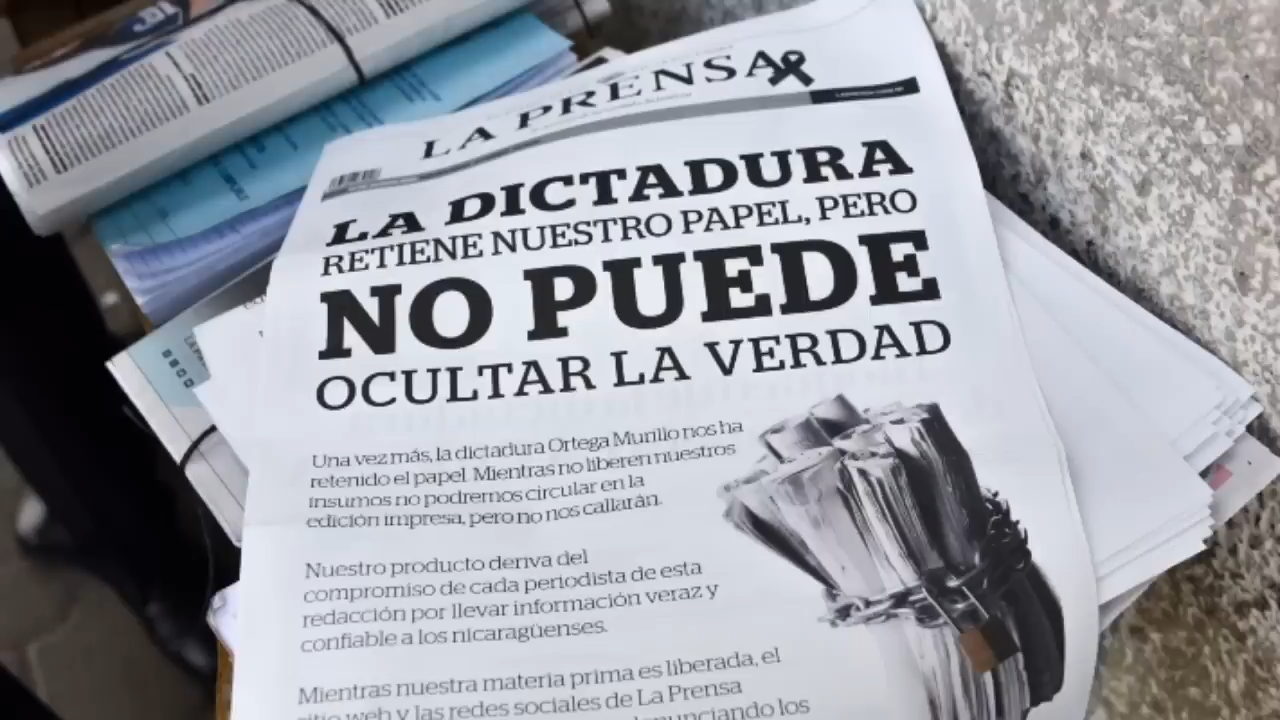 LA PRENSA
LA DICTADURA
RETIENE NUESTRO PAPEL, PERO
NO PUEDE
OCULTAR LA VERDAD
Una vez más, la dictadura Ortega Murillo nos ha
retenido el papel. Mientras no liberen nuestros
insumos no podremos circular en la
edición impresa, pero no nos callarán.
Nuestro producto deriva del
compromiso de cada periodista de esta
redacción por llevar información veraz y
confiable a los nicaragüenses.
Mientras nuestra materia prima es liberada, el
sitio web y las redes sociales de La Prensa
denunciando los